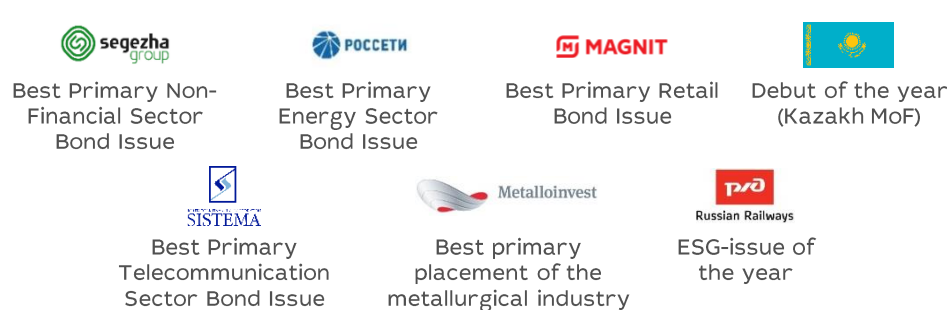 segezha
group
РОССЕТИ
MAGNIT
Best Primary Non-
Financial Sector
Bond Issue
Best Primary
Energy Sector
Bond Issue
Best Primary Retail
Bond Issue
Debut of the year
(Kazakh MoF)
SISTEMA
Metalloinvest
Russian Railways
Best Primary
Telecommunication
Sector Bond Issue
Best primary
placement of the
metallurgical industry
ESG-issue of
the year